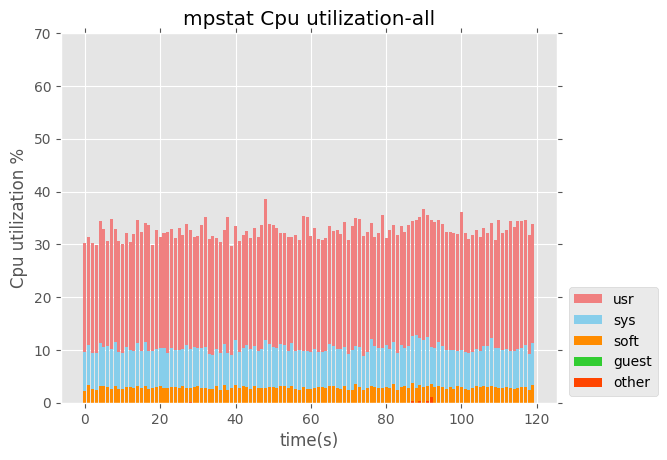 mpstat Cpu utilization-all
70
60
50
40
30
20
10
0
Cpu utilization %
0 20 40 60 80 100 120
time(s)
usr
sys
soft
guest
other